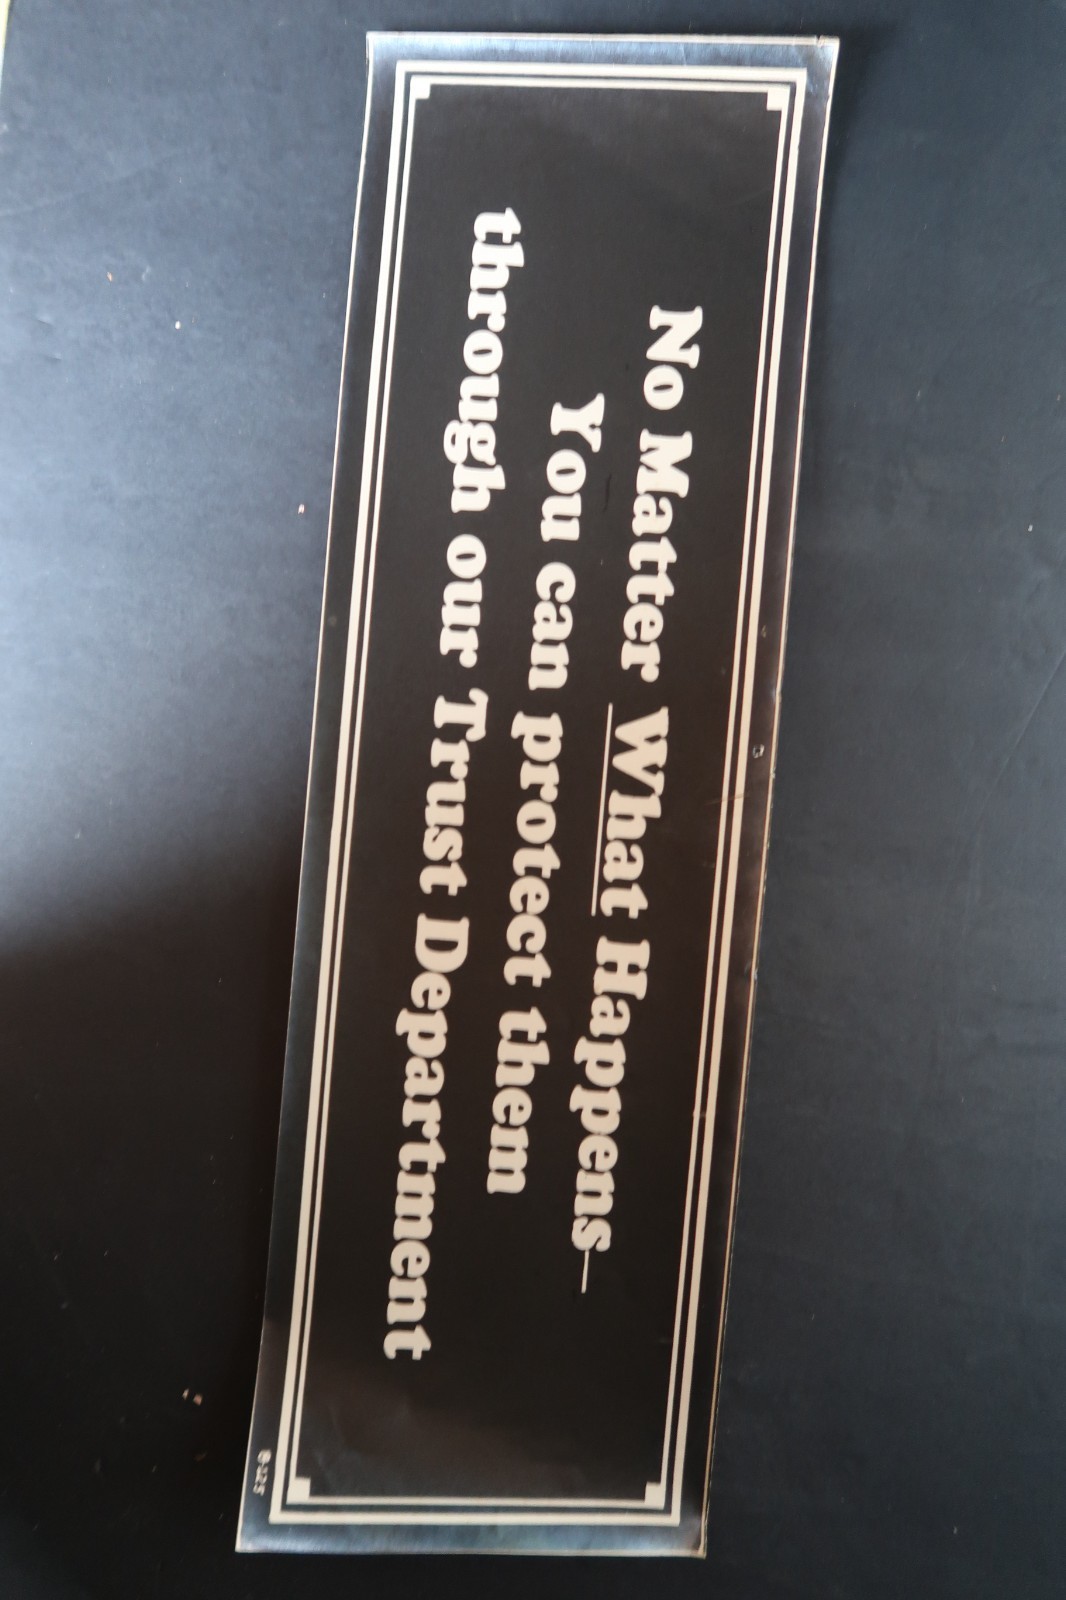 No Matter What Happens—
You can protect them
through our Trust Department